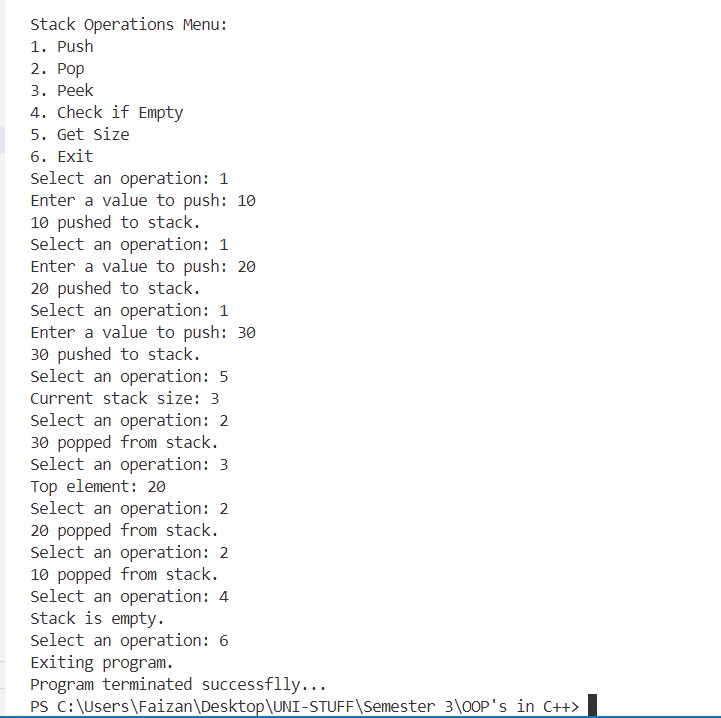 Stack Operations Menu:
1. Push
2. Pop
3. Peek
4. Check if Empty
5. Get Size
6. Exit
Select an operation: 1
Enter a value to push: 10
10 pushed to stack.
Select an operation: 1
Enter a value to push: 20
20 pushed to stack.
Select an operation: 1
Enter a value to push: 30
30 pushed to stack.
Select an operation: 5
Current stack size: 3
Select an operation: 2
30 popped from stack.
Select an operation: 3
Top element: 20
Select an operation: 2
20 popped from stack.
Select an operation: 2
10 popped from stack.
Select an operation: 4
Stack is empty.
Select an operation: 6
Exiting program.
Program terminated successflly...
PS C:\Users\Faizan\Desktop\UNI-STUFF\Semester 3\OOP's in C++>